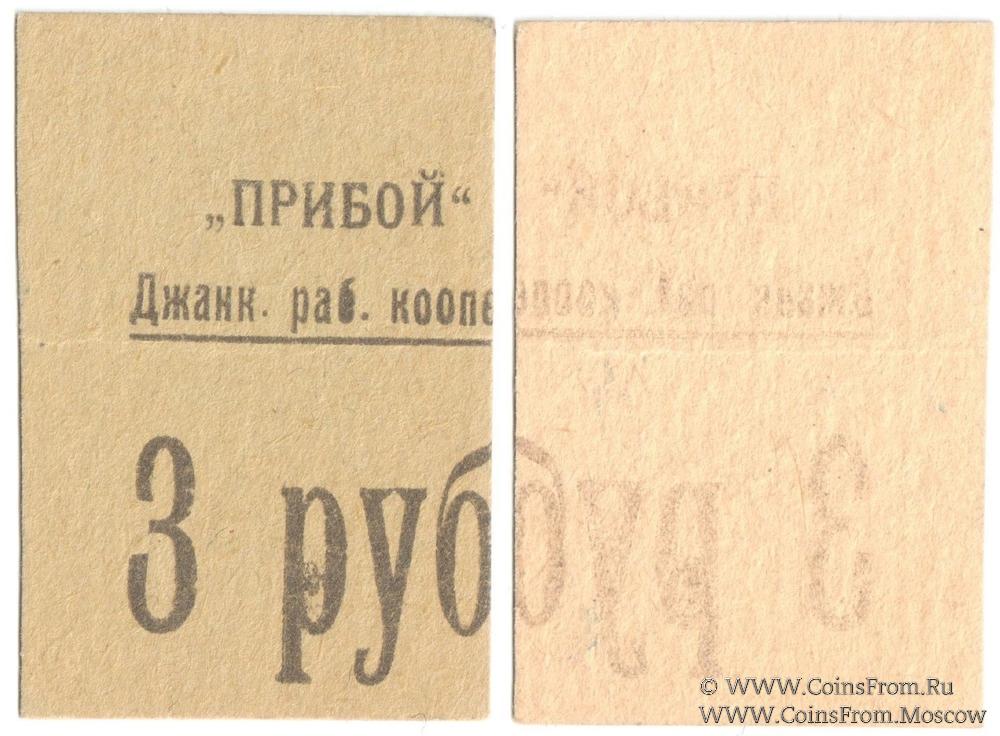 „ПРИБОЙ“
Джанк. раб. коопе
3 руб
© WWW.CoinsFrom.Ru
WWW.CoinsFrom.Moscow